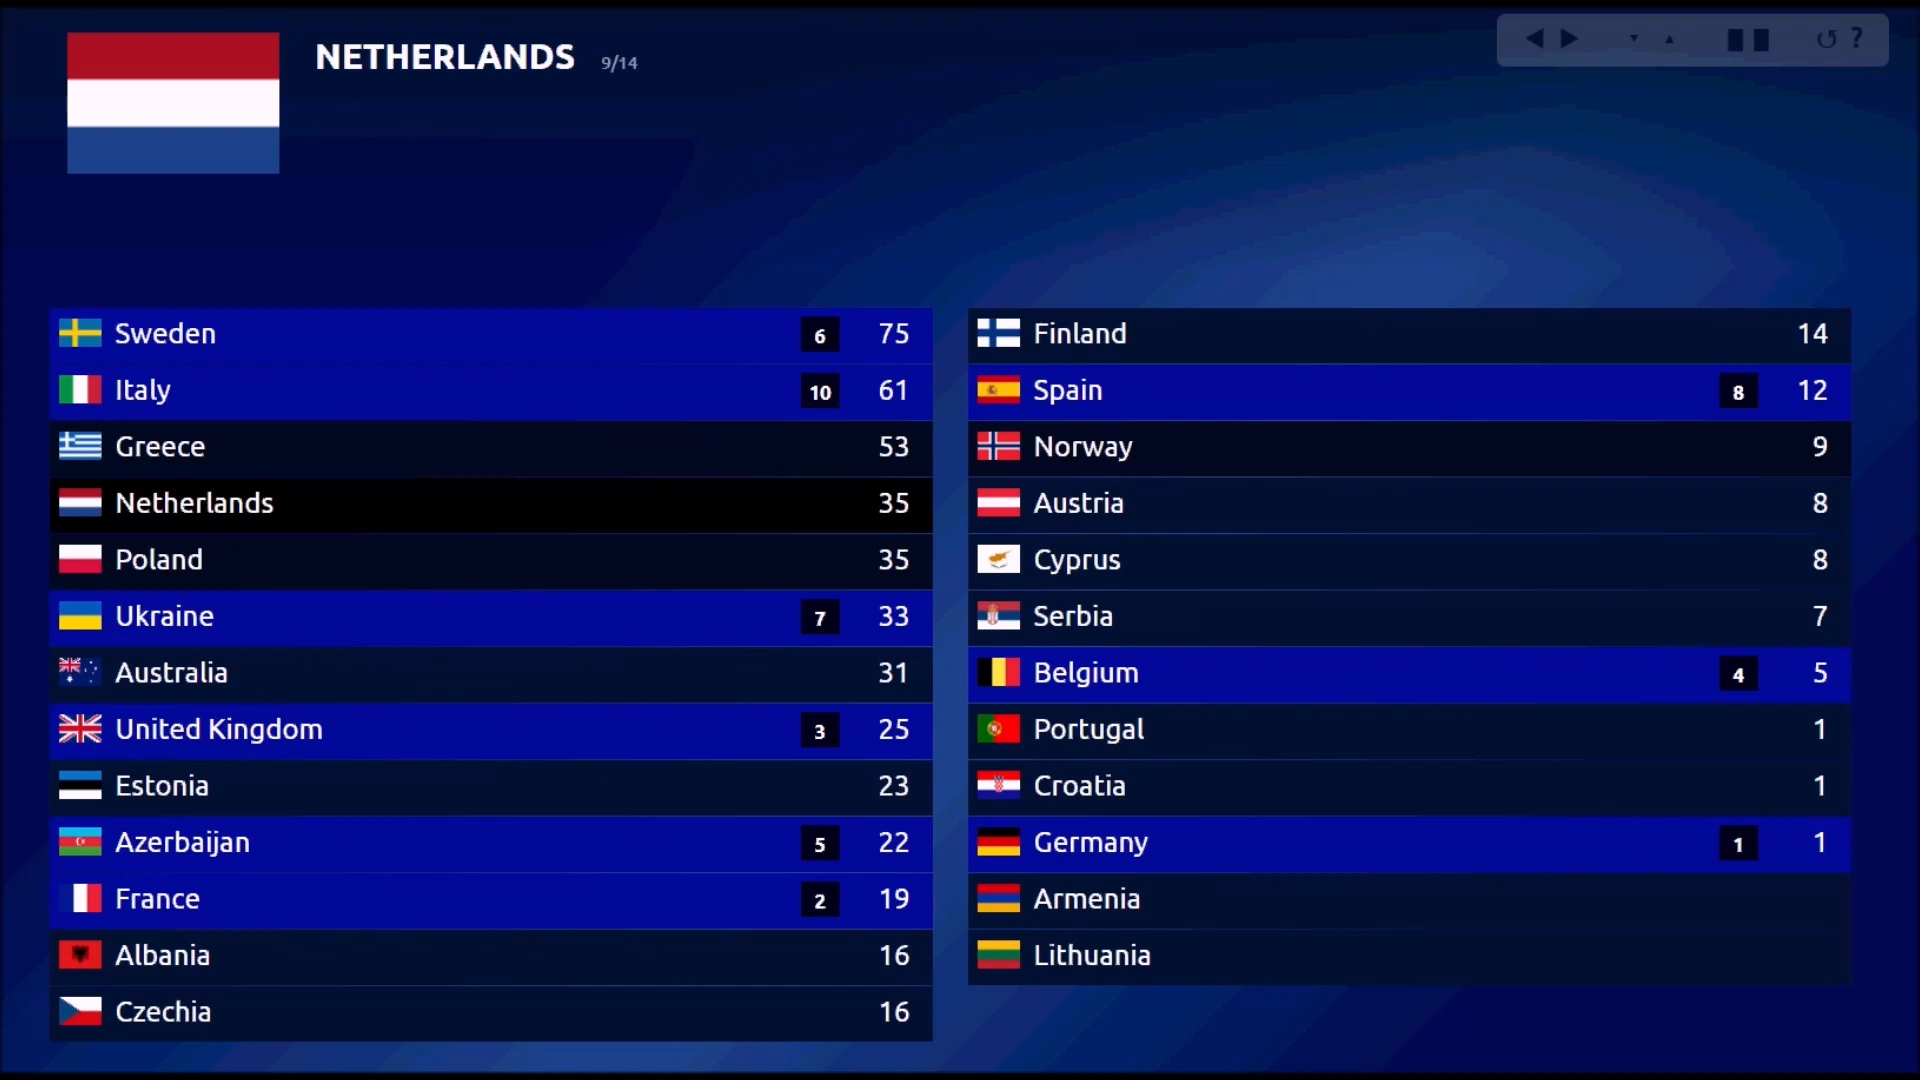 NETHERLANDS 9/14
?
Sweden 6 75
Italy 10 61
Greece 53
Netherlands 35
Poland 35
Ukraine 7 33
Australia 31
United Kingdom 3 25
Estonia 23
Azerbaijan 5 22
France 2 19
Albania 16
Czechia 16
Finland 14
Spain 8 12
Norway 9
Austria 8
Cyprus 8
Serbia 7
Belgium 4 5
Portugal 1
Croatia 1
Germany 1 1
Armenia
Lithuania